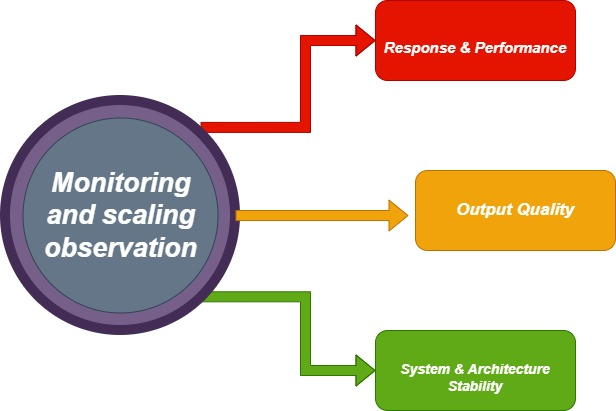 Monitoring
and scaling
observation
Response & Performance
Output Quality
System & Architecture
Stability